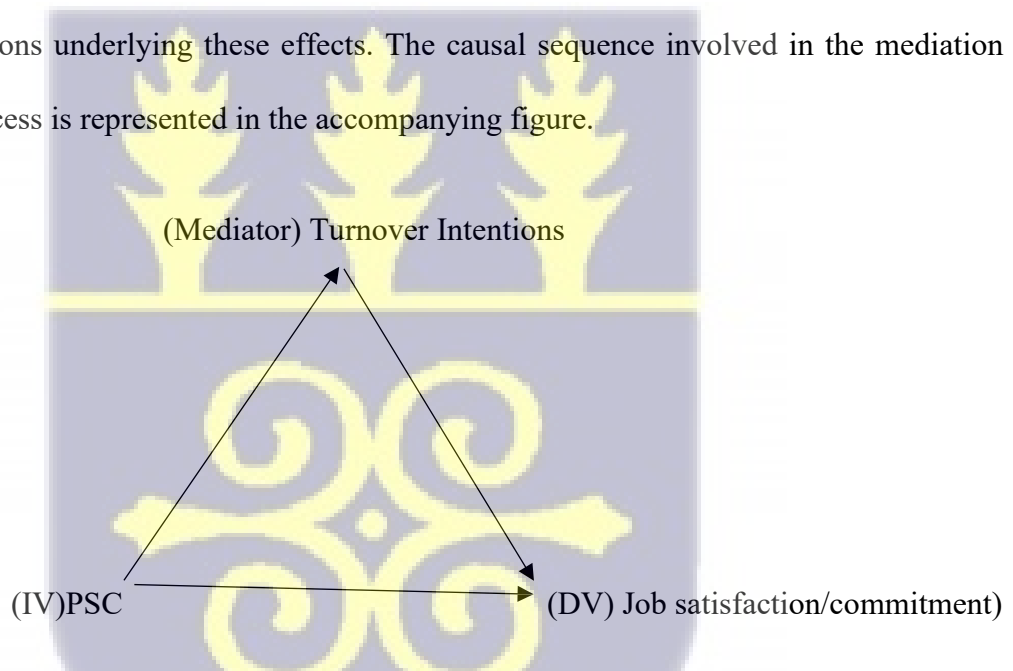 ons underlying these effects. The causal sequence involved in the mediation
cess is represented in the accompanying figure.
(Mediator) Turnover Intentions
(IV)PSC
(DV) Job satisfaction/commitment)